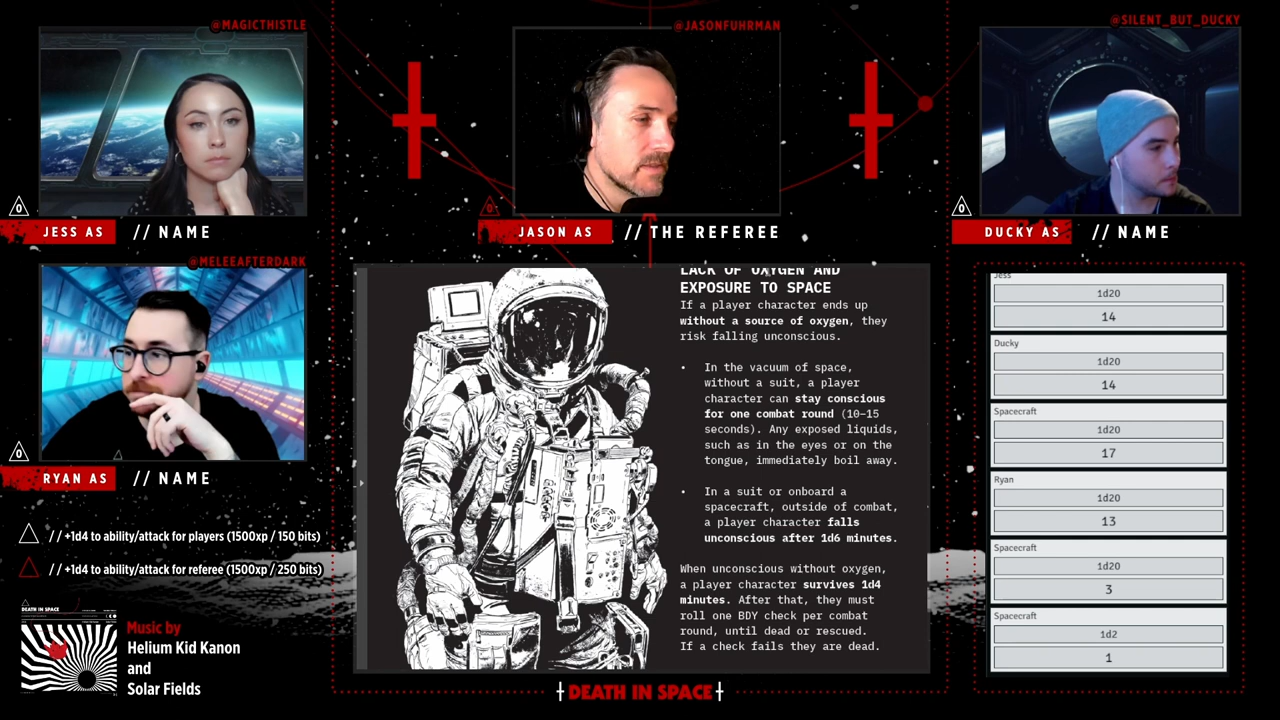 @MAGICTHISTLE
@JASONFUHRMAN
@SILENT_BUT_DUCKY
0
0
JESS AS // NAME
JASON AS // THE REFEREE
DUCKY AS // NAME
@MELEEAFTERDARK
0
RYAN AS // NAME
// +1d4 to ability/attack for players (1500xp / 150 bits)
// +1d4 to ability/attack for referee (1500xp / 250 bits)
DEATH IN SPACE
Music by
Helium Kid Kanon
and
Solar Fields
LACK OF OXYGEN AND
EXPOSURE TO SPACE
If a player character ends up
without a source of oxygen, they
risk falling unconscious.
• In the vacuum of space,
without a suit, a player
character can stay conscious
for one combat round (10–15
seconds). Any exposed liquids,
such as in the eyes or on the
tongue, immediately boil away.
• In a suit or onboard a
spacecraft, outside of combat,
a player character falls
unconscious after 1d6 minutes.
When unconscious without oxygen,
a player character survives 1d4
minutes. After that, they must
roll one BDY check per combat
round, until dead or rescued.
If a check fails they are dead.
Jess
1d20
14
Ducky
1d20
14
Spacecraft
1d20
17
Ryan
1d20
13
Spacecraft
1d20
3
Spacecraft
1d2
1
DEATH IN SPACE